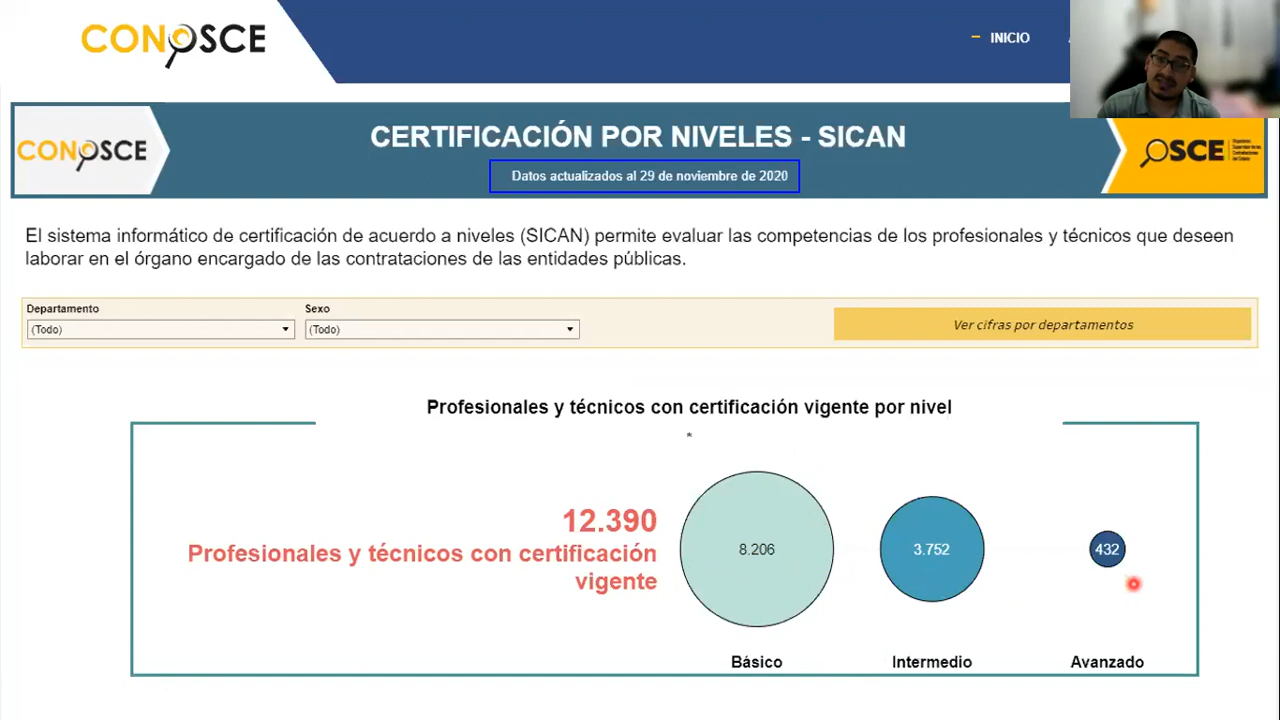 CONOSCE
INICIO
CONOSCE
CERTIFICACIÓN POR NIVELES - SICAN
Datos actualizados al 29 de noviembre de 2020
OSCE
El sistema informático de certificación de acuerdo a niveles (SICAN) permite evaluar las competencias de los profesionales y técnicos que deseen
laborar en el órgano encargado de las contrataciones de las entidades públicas.
Departamento
Sexo
(Todo)
(Todo)
Ver cifras por departamentos
Profesionales y técnicos con certificación vigente por nivel
*
12.390
Profesionales y técnicos con certificación
vigente
8.206
3.752
432
Básico
Intermedio
Avanzado